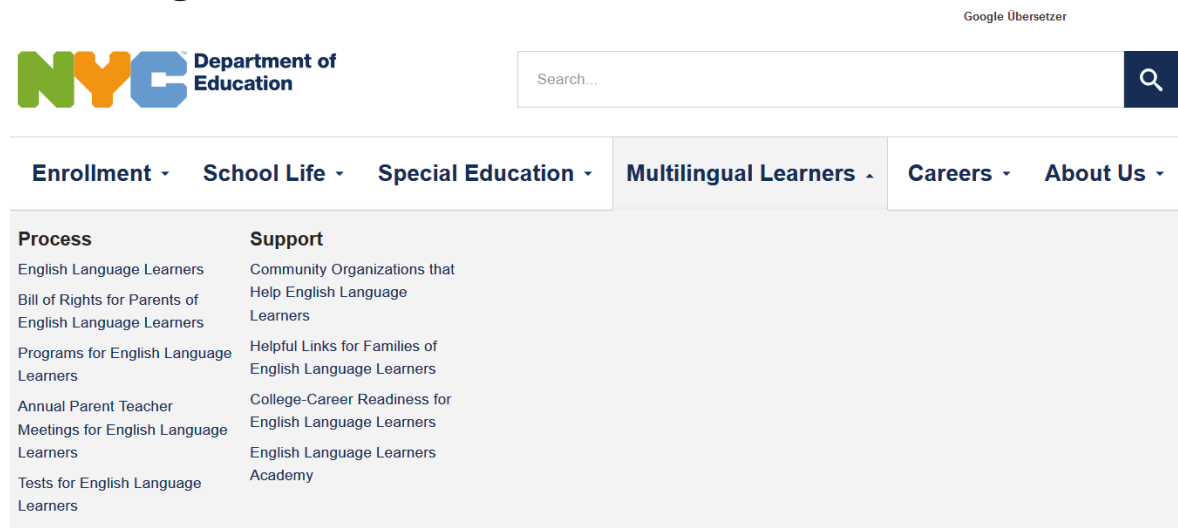 Google Übersetzer
NYC Department of
Education
Search...
Enrollment School Life Special Education Multilingual Learners Careers About Us
Process
English Language Learners
Bill of Rights for Parents of
English Language Learners
Programs for English Language
Learners
Annual Parent Teacher
Meetings for English Language
Learners
Tests for English Language
Learners
Support
Community Organizations that
Help English Language
Learners
Helpful Links for Families of
English Language Learners
College-Career Readiness for
English Language Learners
English Language Learners
Academy